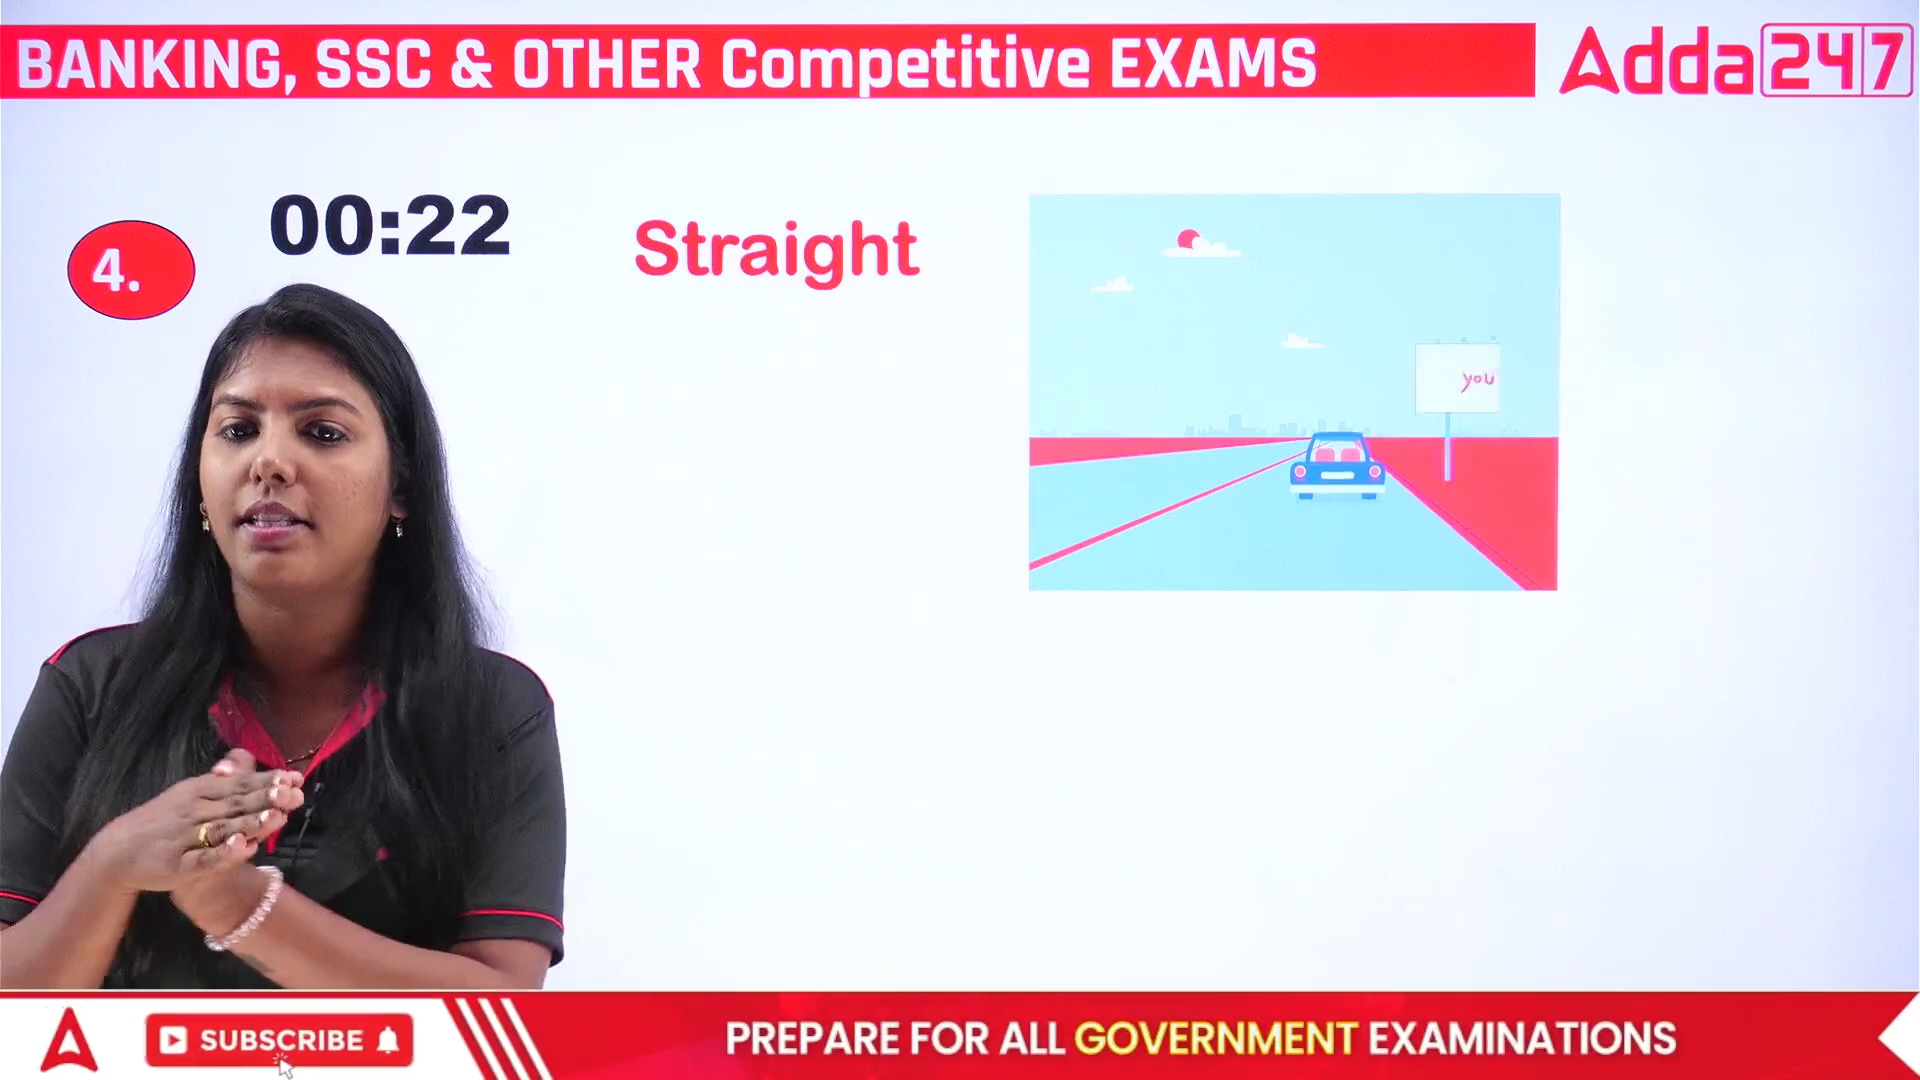 BANKING, SSC & OTHER Competitive EXAMS
Adda247
4.
00:22
Straight
you
SUBSCRIBE
PREPARE FOR ALL GOVERNMENT EXAMINATIONS